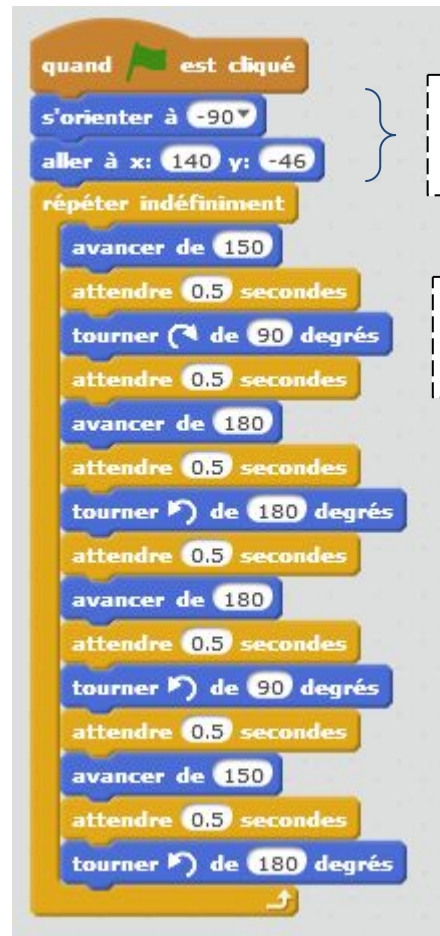 quand est cliqué
s'orienter à -90
aller à x: 140 y: -46
répéter indéfiniment
avancer de 150
attendre 0.5 secondes
tourner de 90 degrés
attendre 0.5 secondes
avancer de 180
attendre 0.5 secondes
tourner de 180 degrés
attendre 0.5 secondes
avancer de 180
attendre 0.5 secondes
tourner de 90 degrés
attendre 0.5 secondes
avancer de 150
attendre 0.5 secondes
tourner de 180 degrés